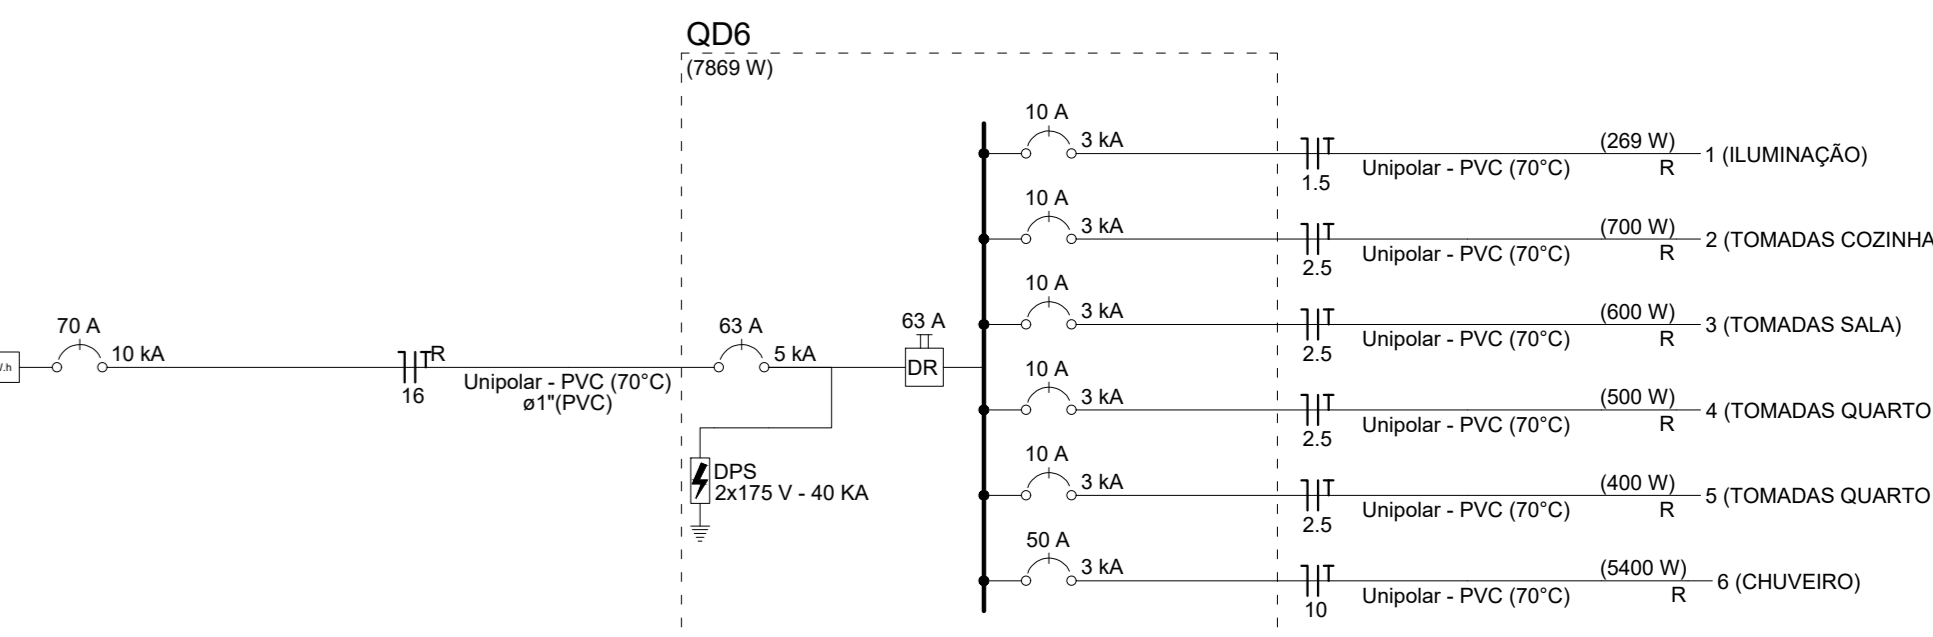 QD6
(7869 W)
70 A
10 kA
R
16
Unipolar - PVC (70°C)
ø1"(PVC)
63 A
5 kA
DPS
2x175 V - 40 KA
63 A
DR
10 A
3 kA
T
1.5
Unipolar - PVC (70°C)
(269 W)
R
1 (ILUMINAÇÃO)
10 A
3 kA
T
2.5
Unipolar - PVC (70°C)
(700 W)
R
2 (TOMADAS COZINHA
10 A
3 kA
T
2.5
Unipolar - PVC (70°C)
(600 W)
R
3 (TOMADAS SALA)
10 A
3 kA
T
2.5
Unipolar - PVC (70°C)
(500 W)
R
4 (TOMADAS QUARTO
10 A
3 kA
T
2.5
Unipolar - PVC (70°C)
(400 W)
R
5 (TOMADAS QUARTO
50 A
3 kA
T
10
Unipolar - PVC (70°C)
(5400 W)
R
6 (CHUVEIRO)